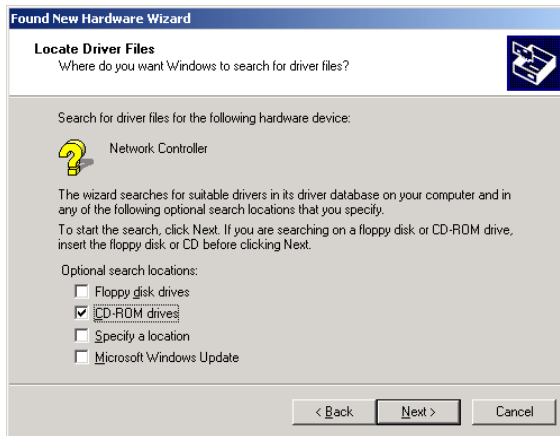 Found New Hardware Wizard
Locate Driver Files
Where do you want Windows to search for driver files?
Search for driver files for the following hardware device:
Network Controller
The wizard searches for suitable drivers in its driver database on your computer and in
any of the following optional search locations that you specify.
To start the search, click Next. If you are searching on a floppy disk or CD-ROM drive,
insert the floppy disk or CD before clicking Next.
Optional search locations:
Floppy disk drives
CD-ROM drives
Specify a location
Microsoft Windows Update
< Back Next > Cancel